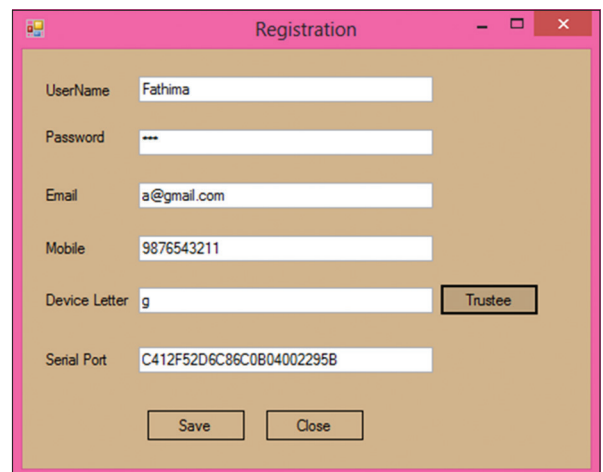 Registration
UserName Fathima
Password ***
Email a@gmail.com
Mobile 9876543211
Device Letter g Trustee
Serial Port C412F52D6C86C0B04002295B
Save Close